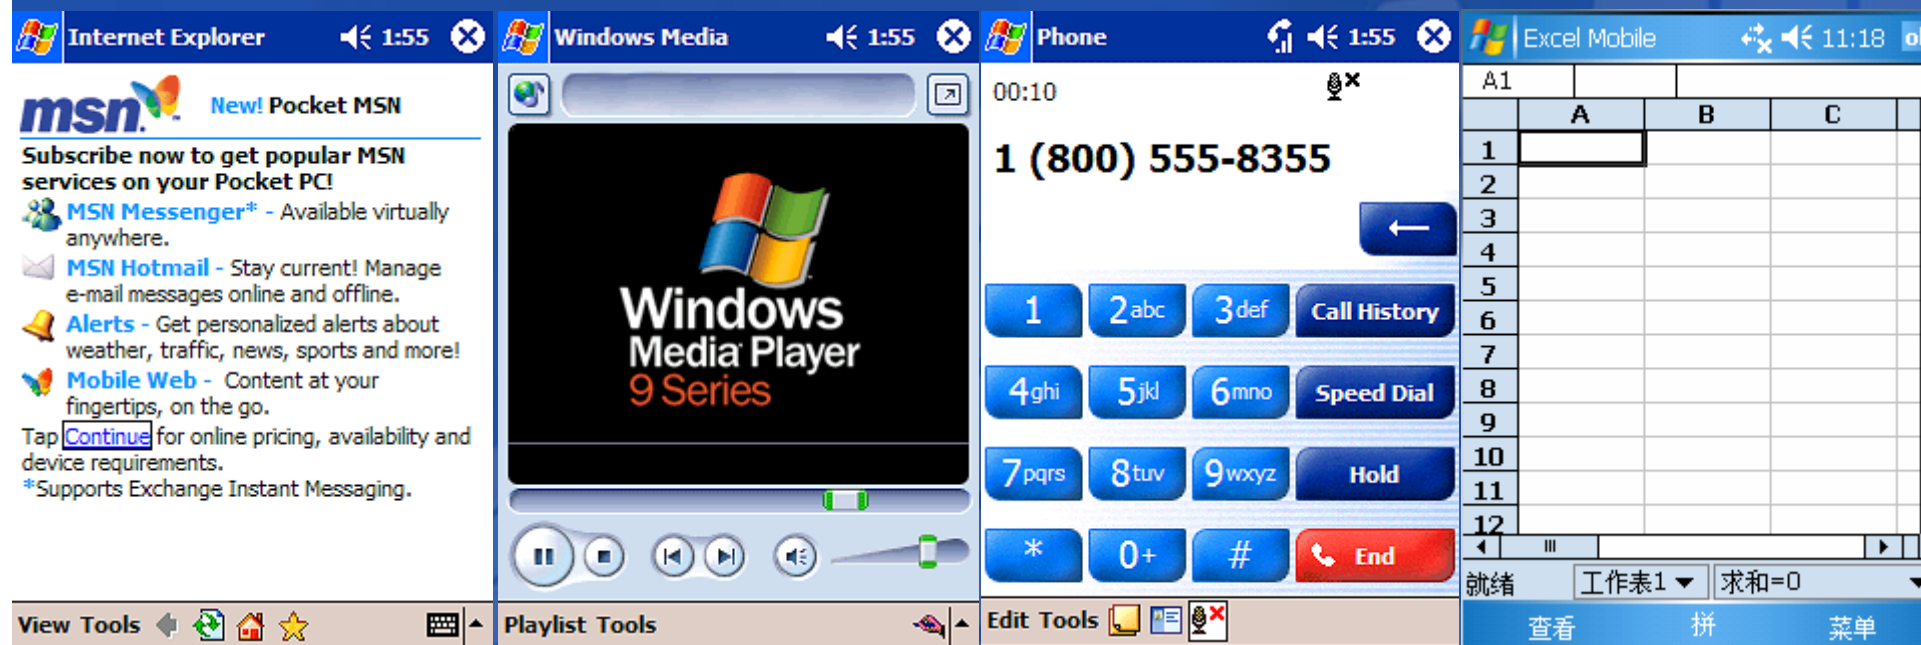 Internet Explorer 1:55
msn. New! Pocket MSN
Subscribe now to get popular MSN
services on your Pocket PC!
MSN Messenger* - Available virtually
anywhere.
MSN Hotmail - Stay current! Manage
e-mail messages online and offline.
Alerts - Get personalized alerts about
weather, traffic, news, sports and more!
Mobile Web - Content at your
fingertips, on the go.
Tap Continue for online pricing, availability and
device requirements.
*Supports Exchange Instant Messaging.
View Tools
Windows Media 1:55
Windows
Media Player
9 Series
Playlist Tools
Phone 1:55
00:10
1 (800) 555-8355
1 2abc 3def Call History
4ghi 5jkl 6mno Speed Dial
7pqrs 8tuv 9wxyz Hold
* 0+ # End
Edit Tools
Excel Mobile 11:18
A1
A B C
1
2
3
4
5
6
7
8
9
10
11
12
就绪 工作表1 求和=0
查看 拼 菜单